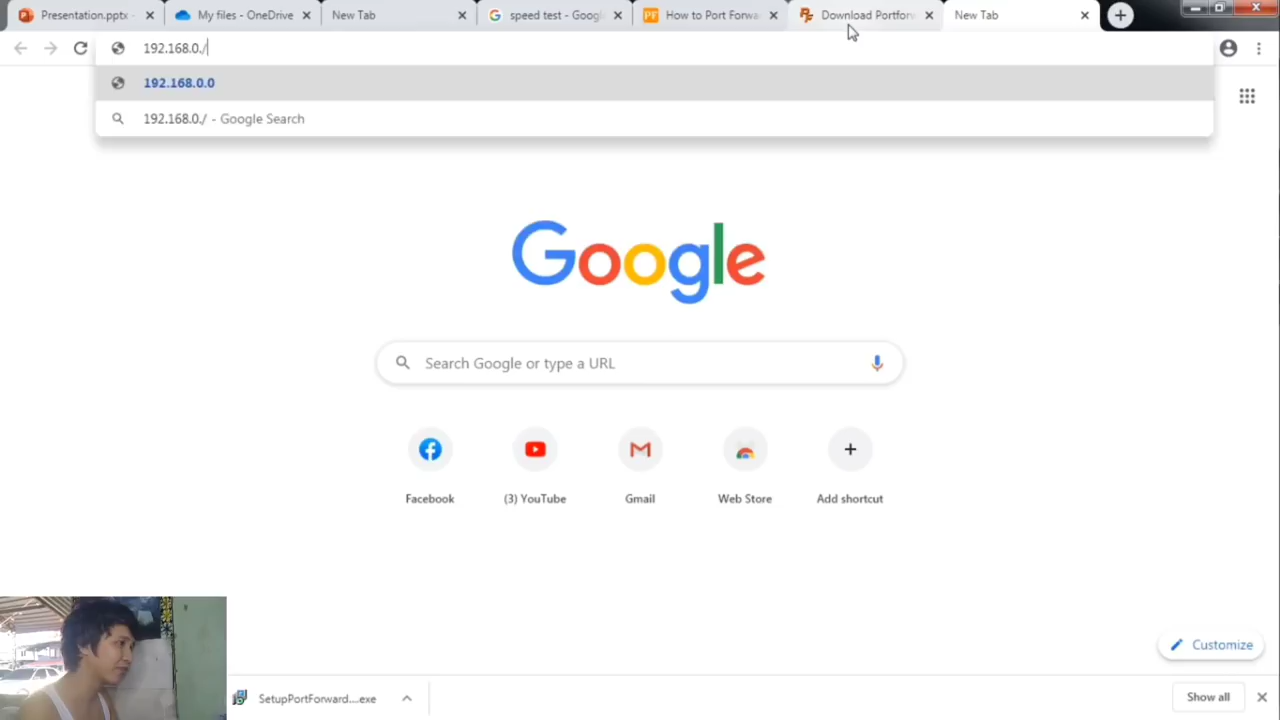 Presentation.pptx -
My files - OneDrive
New Tab
speed test - Googl
How to Port Forwa
Download Portforw
New Tab
192.168.0./
192.168.0.0
192.168.0./ - Google Search
Google
Search Google or type a URL
Facebook
(3) YouTube
Gmail
Web Store
Add shortcut
Customize
SetupPortForward....exe
Show all